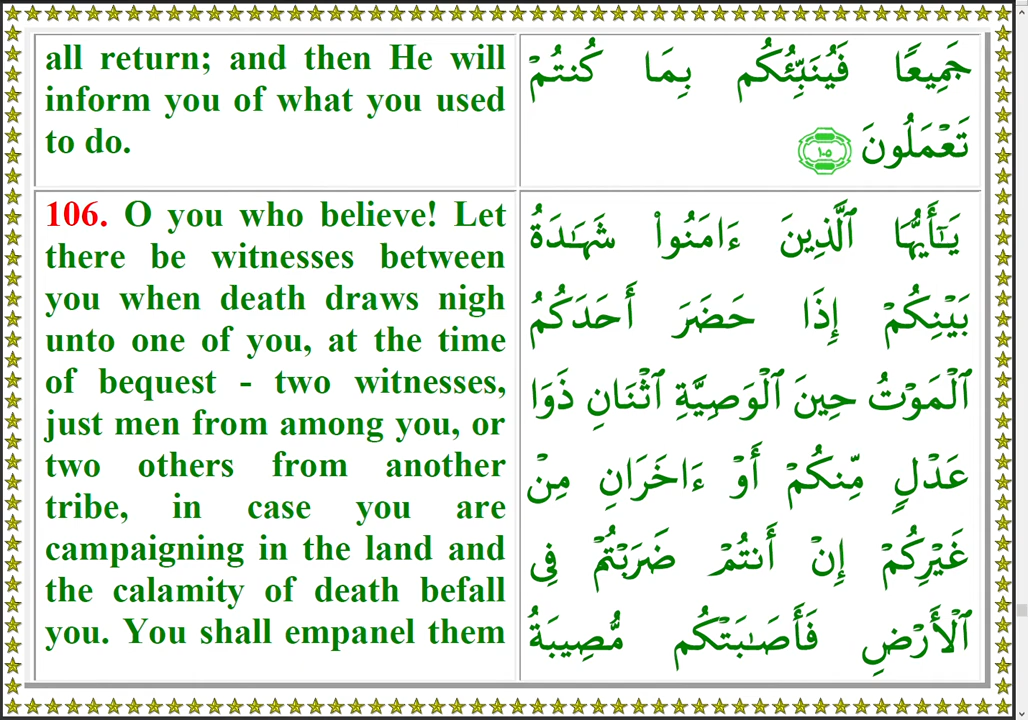 all return; and then He will
inform you of what you used
to do.
جَمِيعًا فَيُنَبِّئُكُم بِمَا كُنتُمْ
تَعْمَلُونَ ١٠٥
106. O you who believe! Let
there be witnesses between
you when death draws nigh
unto one of you, at the time
of bequest - two witnesses,
just men from among you, or
two others from another
tribe, in case you are
campaigning in the land and
the calamity of death befall
you. You shall empanel them
يَـٰٓأَيُّهَا ٱلَّذِينَ ءَامَنُوا۟ شَهَـٰدَةُ
بَيْنِكُمْ إِذَا حَضَرَ أَحَدَكُمُ
ٱلْمَوْتُ حِينَ ٱلْوَصِيَّةِ ٱثْنَانِ ذَوَا
عَدْلٍ مِّنكُمْ أَوْ ءَاخَرَانِ مِنْ
غَيْرِكُمْ إِنْ أَنتُمْ ضَرَبْتُمْ فِى
ٱلْأَرْضِ فَأَصَـٰبَتْكُم مُّصِيبَةُ